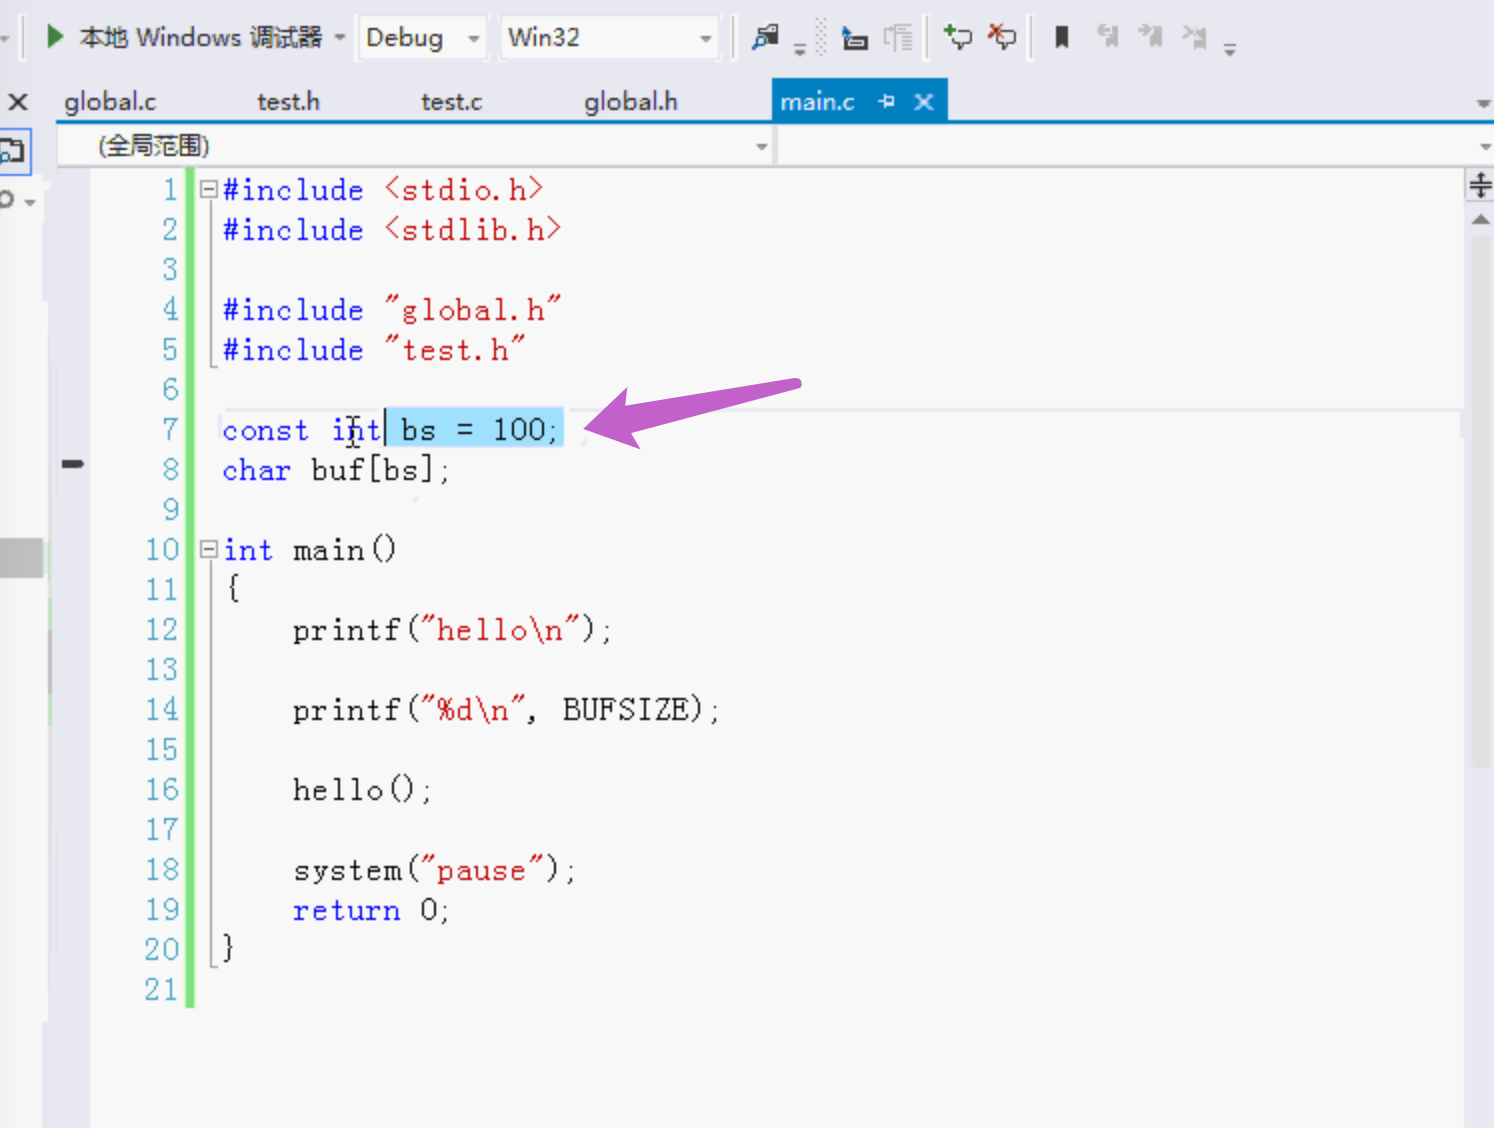 本地 Windows 调试器 Debug Win32
global.c test.h test.c global.h main.c
(全局范围)
1 #include <stdio.h>
2 #include <stdlib.h>
3
4 #include "global.h"
5 #include "test.h"
6
7 const int bs = 100;
8 char buf[bs];
9
10 int main()
11 {
12 printf("hello\n");
13
14 printf("%d\n", BUFSIZE);
15
16 hello();
17
18 system("pause");
19 return 0;
20 }
21